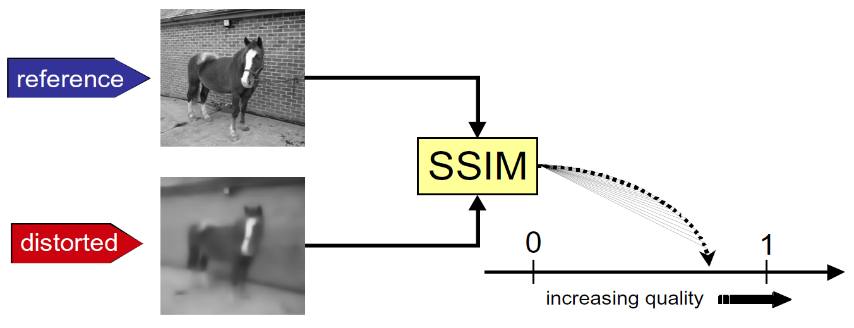 reference
distorted
SSIM
0
1
increasing quality